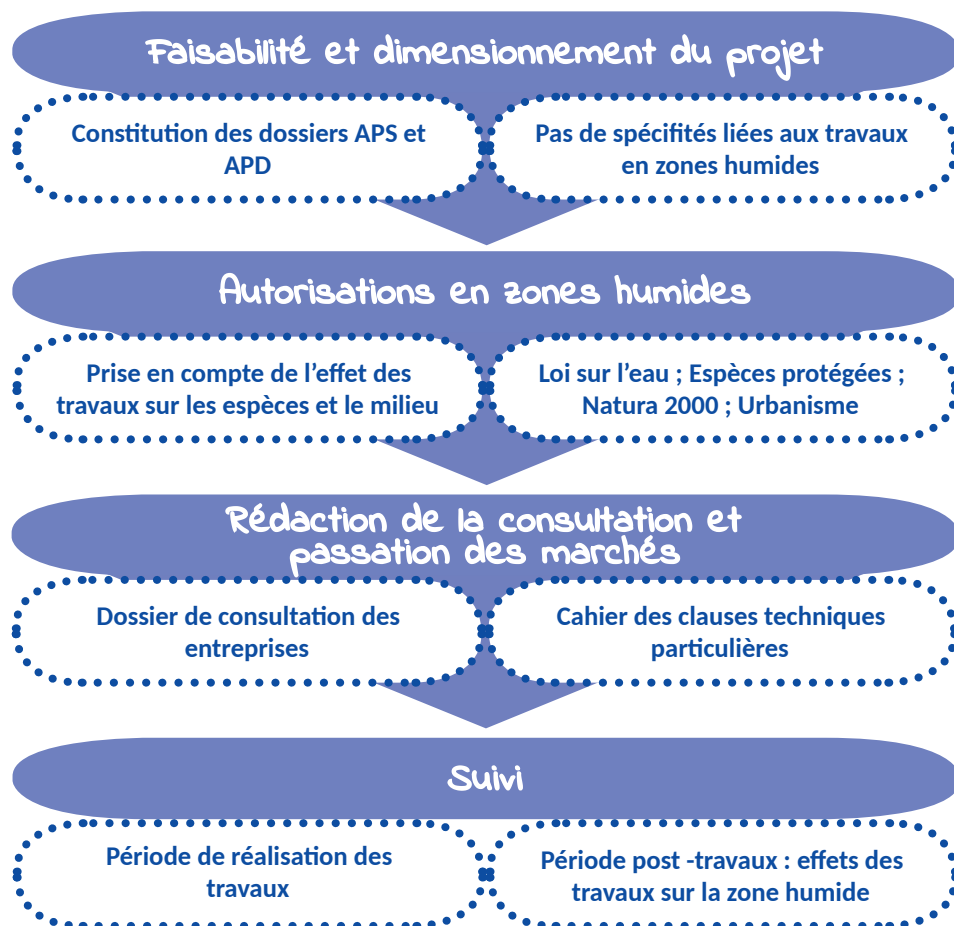 Faisabilité et dimensionnement du projet
Constitution des dossiers APS et
APD
Pas de spécifités liées aux travaux
en zones humides
Autorisations en zones humides
Prise en compte de l'effet des
travaux sur les espèces et le milieu
Loi sur l'eau ; Espèces protégées ;
Natura 2000 ; Urbanisme
Rédaction de la consultation et
passation des marchés
Dossier de consultation des
entreprises
Cahier des clauses techniques
particulières
Suivi
Période de réalisation des
travaux
Période post -travaux : effets des
travaux sur la zone humide